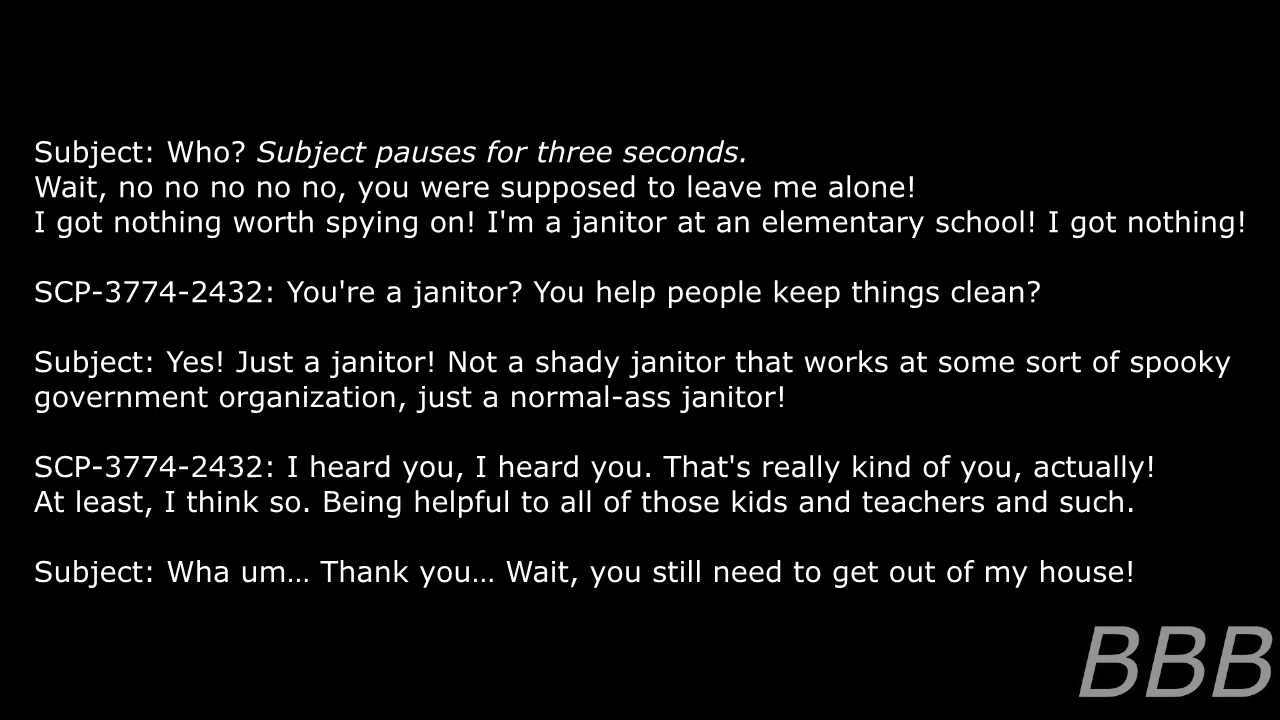 Subject: Who? Subject pauses for three seconds.
Wait, no no no no no, you were supposed to leave me alone!
I got nothing worth spying on! I'm a janitor at an elementary school! I got nothing!
SCP-3774-2432: You're a janitor? You help people keep things clean?
Subject: Yes! Just a janitor! Not a shady janitor that works at some sort of spooky
government organization, just a normal-ass janitor!
SCP-3774-2432: I heard you, I heard you. That's really kind of you, actually!
At least, I think so. Being helpful to all of those kids and teachers and such.
Subject: Wha um… Thank you… Wait, you still need to get out of my house!
BBB